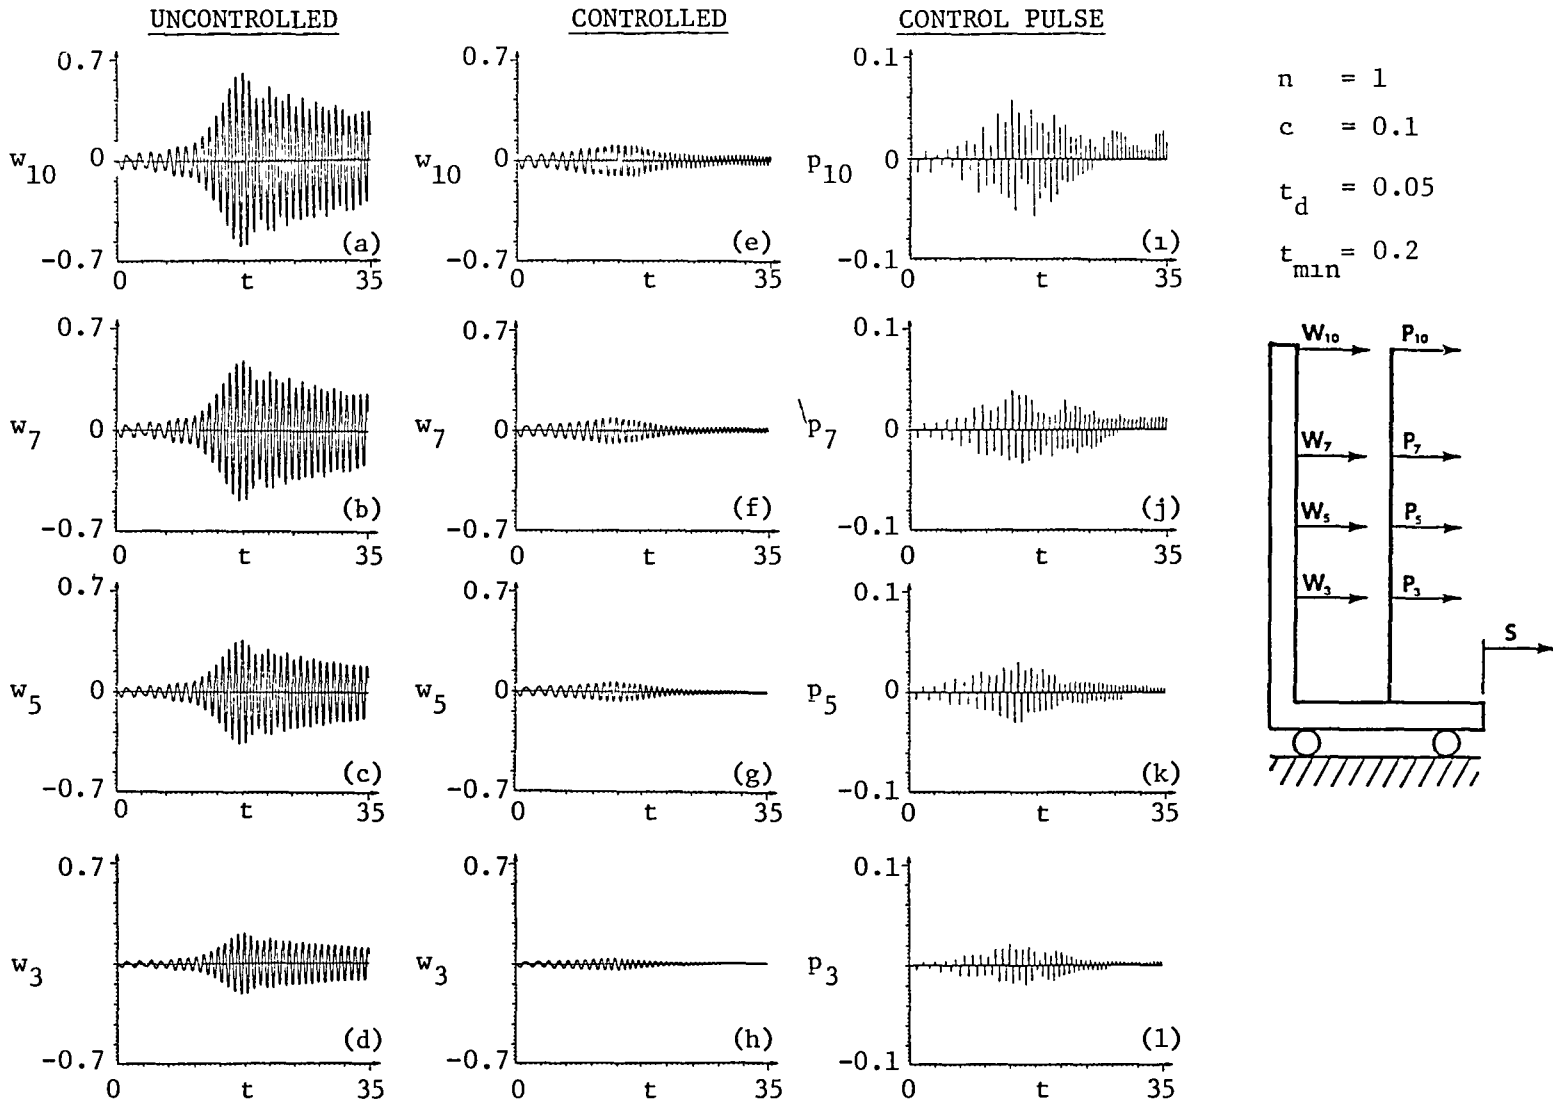 UNCONTROLLED CONTROLLED CONTROL PULSE
0.7 0.7 0.1
w10 0 w10 0 p10 0
-0.7 (a) -0.7 (e) -0.1 (ı)
0 t 35 0 t 35 0 t 35
n = 1
c = 0.1
td = 0.05
tmın = 0.2
0.7 0.7 0.1
w7 0 w7 0 p7 0
-0.7 (b) -0.7 (f) -0.1 (j)
0 t 35 0 t 35 0 t 35
0.7 0.7 0.1
w5 0 w5 0 p5 0
-0.7 (c) -0.7 (g) -0.1 (k)
0 t 35 0 t 35 0 t 35
0.7 0.7 0.1
w3 w3 p3
-0.7 (d) -0.7 (h) -0.1 (l)
0 t 35 0 t 35 0 t 35
W10 P10
W7 P7
W5 P5
W3 P3
S